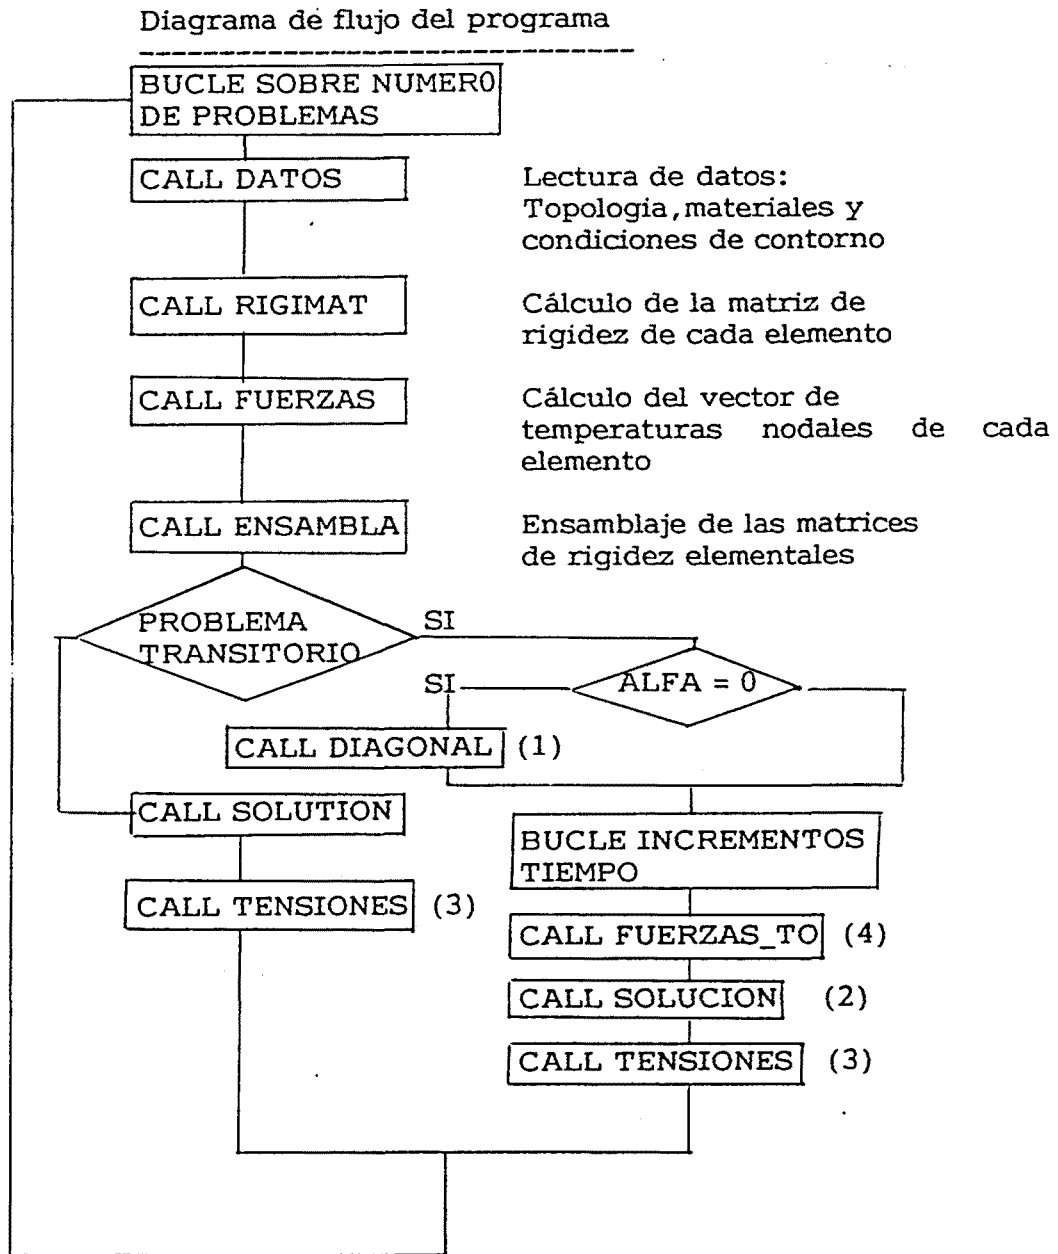 Diagrama de flujo del programa
BUCLE SOBRE NUMERO
DE PROBLEMAS
CALL DATOS
Lectura de datos:
Topologia,materiales y
condiciones de contorno
CALL RIGIMAT
Cálculo de la matriz de
rigidez de cada elemento
CALL FUERZAS
Cálculo del vector de
temperaturas nodales de cada
elemento
CALL ENSAMBLA
Ensamblaje de las matrices
de rigidez elementales
PROBLEMA
TRANSITORIO
SI
ALFA = 0
SI
CALL DIAGONAL (1)
CALL SOLUTION
CALL TENSIONES (3)
BUCLE INCREMENTOS
TIEMPO
CALL FUERZAS_TO (4)
CALL SOLUCION (2)
CALL TENSIONES (3)